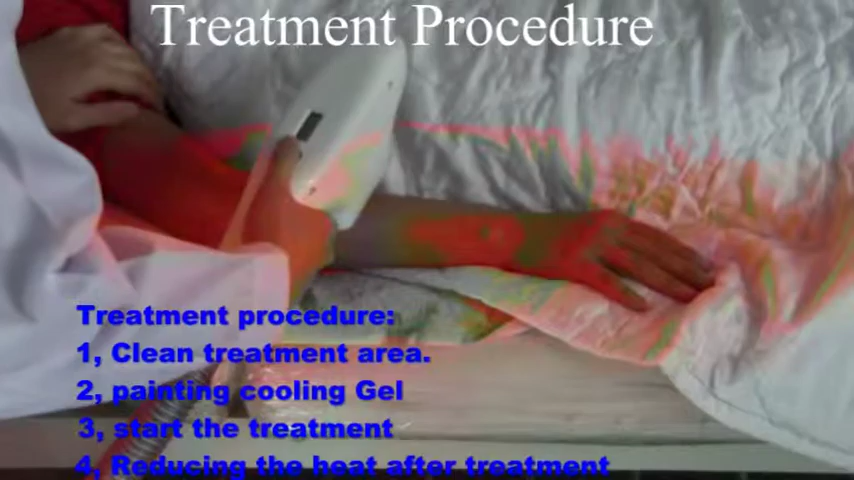 Treatment Procedure
Treatment procedure:
1, Clean treatment area.
2, painting cooling Gel
3, start the treatment
4, Reducing the heat after treatment